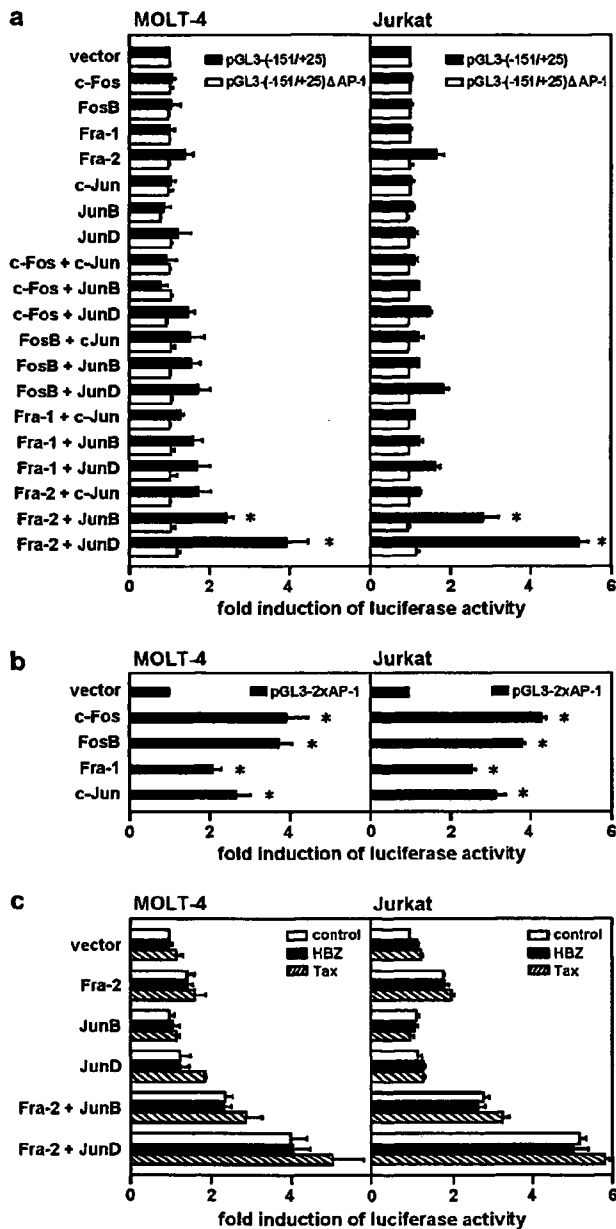 a
MOLT-4 Jurkat
vector
pGL3-(-151/+25) pGL3-(-151/+25)
c-Fos
pGL3-(-151/+25)ΔAP-1 pGL3-(-151/+25)ΔAP-1
FosB
Fra-1
Fra-2
c-Jun
JunB
JunD
c-Fos + c-Jun
c-Fos + JunB
c-Fos + JunD
FosB + cJun
FosB + JunB
FosB + JunD
Fra-1 + c-Jun
Fra-1 + JunB
Fra-1 + JunD
Fra-2 + c-Jun
Fra-2 + JunB * *
Fra-2 + JunD * *
0 2 4 6 0 2 4 6
fold induction of luciferase activity
b
MOLT-4 Jurkat
vector pGL3-2xAP-1 pGL3-2xAP-1
c-Fos * *
FosB * *
Fra-1 * *
c-Jun * *
0 2 4 6 0 2 4 6
fold induction of luciferase activity
c
MOLT-4 Jurkat
vector
control control
HBZ HBZ
Tax Tax
Fra-2
JunB
JunD
Fra-2 + JunB
Fra-2 + JunD
0 2 4 6 0 2 4 6
fold induction of luciferase activity